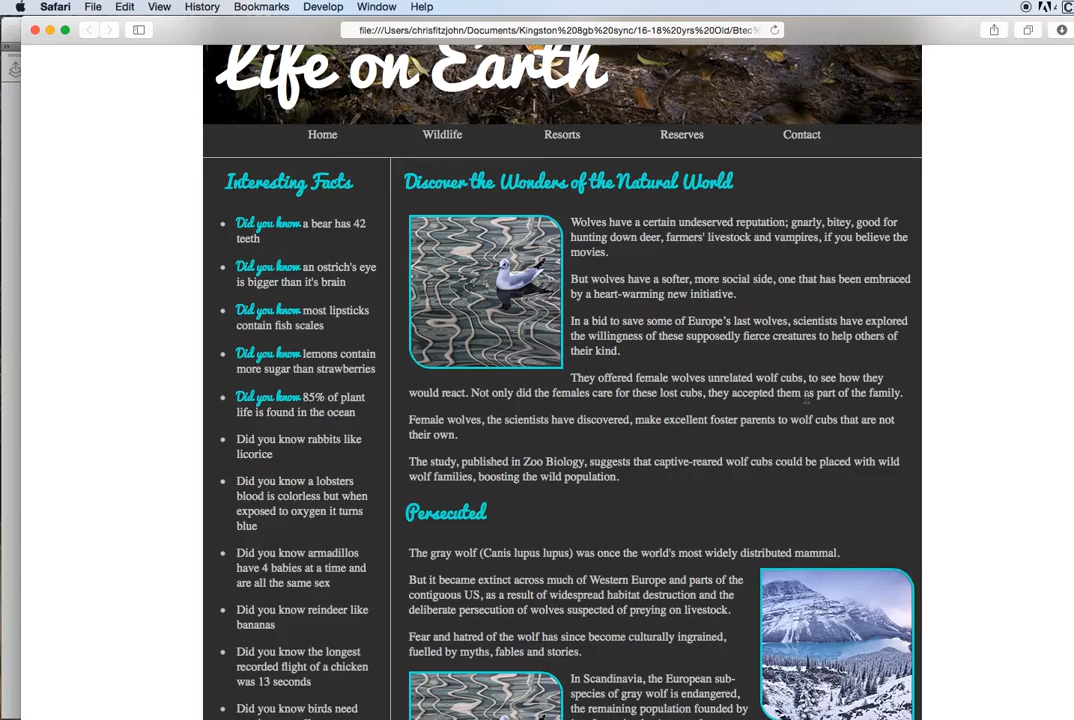 Safari File Edit View History Bookmarks Develop Window Help
file:///Users/chrisfitzjohn/Documents/Kingston%208gb%20sync/16-18%20yrs%20Old/Btec%
Life on Earth
Home Wildlife Resorts Reserves Contact
Interesting Facts
Did you know a bear has 42
teeth
Did you know an ostrich's eye
is bigger than it's brain
Did you know most lipsticks
contain fish scales
Did you know lemons contain
more sugar than strawberries
Did you know 85% of plant
life is found in the ocean
Did you know rabbits like
licorice
Did you know a lobsters
blood is colorless but when
exposed to oxygen it turns
blue
Did you know armadillos
have 4 babies at a time and
are all the same sex
Did you know reindeer like
bananas
Did you know the longest
recorded flight of a chicken
was 13 seconds
Did you know birds need
Discover the Wonders of the Natural World
Wolves have a certain undeserved reputation; gnarly, bitey, good for
hunting down deer, farmers' livestock and vampires, if you believe the
movies.
But wolves have a softer, more social side, one that has been embraced
by a heart-warming new initiative.
In a bid to save some of Europe’s last wolves, scientists have explored
the willingness of these supposedly fierce creatures to help others of
their kind.
They offered female wolves unrelated wolf cubs, to see how they
would react. Not only did the females care for these lost cubs, they accepted them as part of the family.
Female wolves, the scientists have discovered, make excellent foster parents to wolf cubs that are not
their own.
The study, published in Zoo Biology, suggests that captive-reared wolf cubs could be placed with wild
wolf families, boosting the wild population.
Persecuted
The gray wolf (Canis lupus lupus) was once the world's most widely distributed mammal.
But it became extinct across much of Western Europe and parts of the
contiguous US, as a result of widespread habitat destruction and the
deliberate persecution of wolves suspected of preying on livestock.
Fear and hatred of the wolf has since become culturally ingrained,
fuelled by myths, fables and stories.
In Scandinavia, the European sub-
species of gray wolf is endangered,
the remaining population founded by